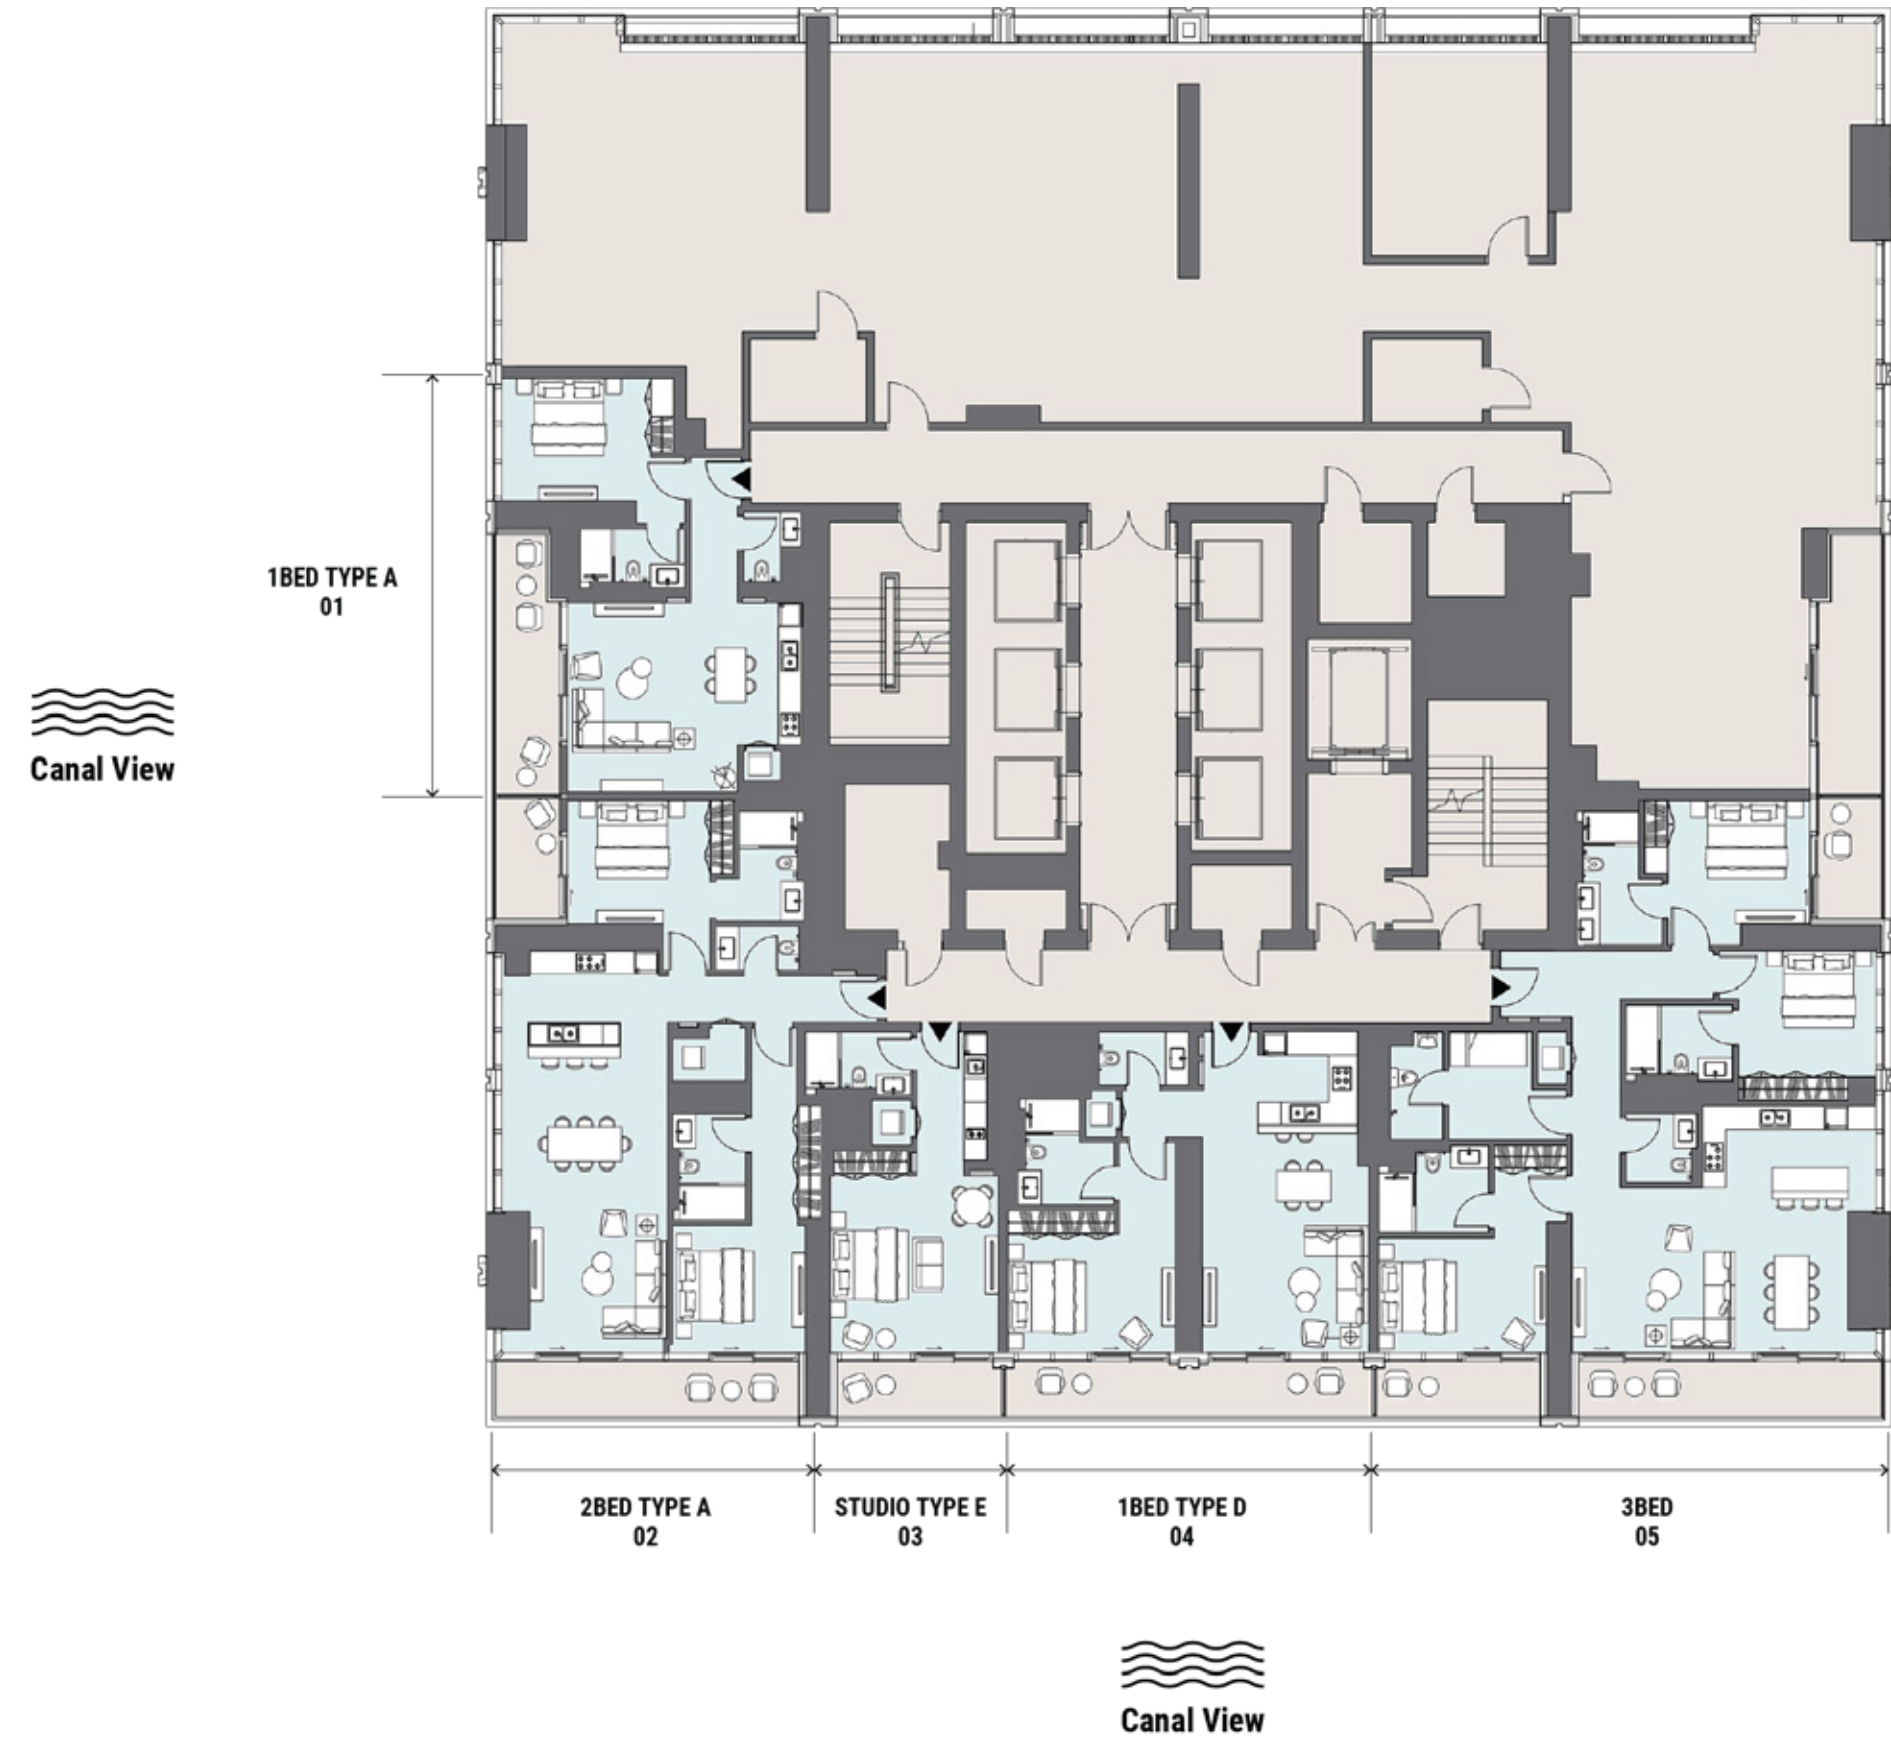 1BED TYPE A
01
Canal View
2BED TYPE A
02
STUDIO TYPE E
03
1BED TYPE D
04
3BED
05
Canal View